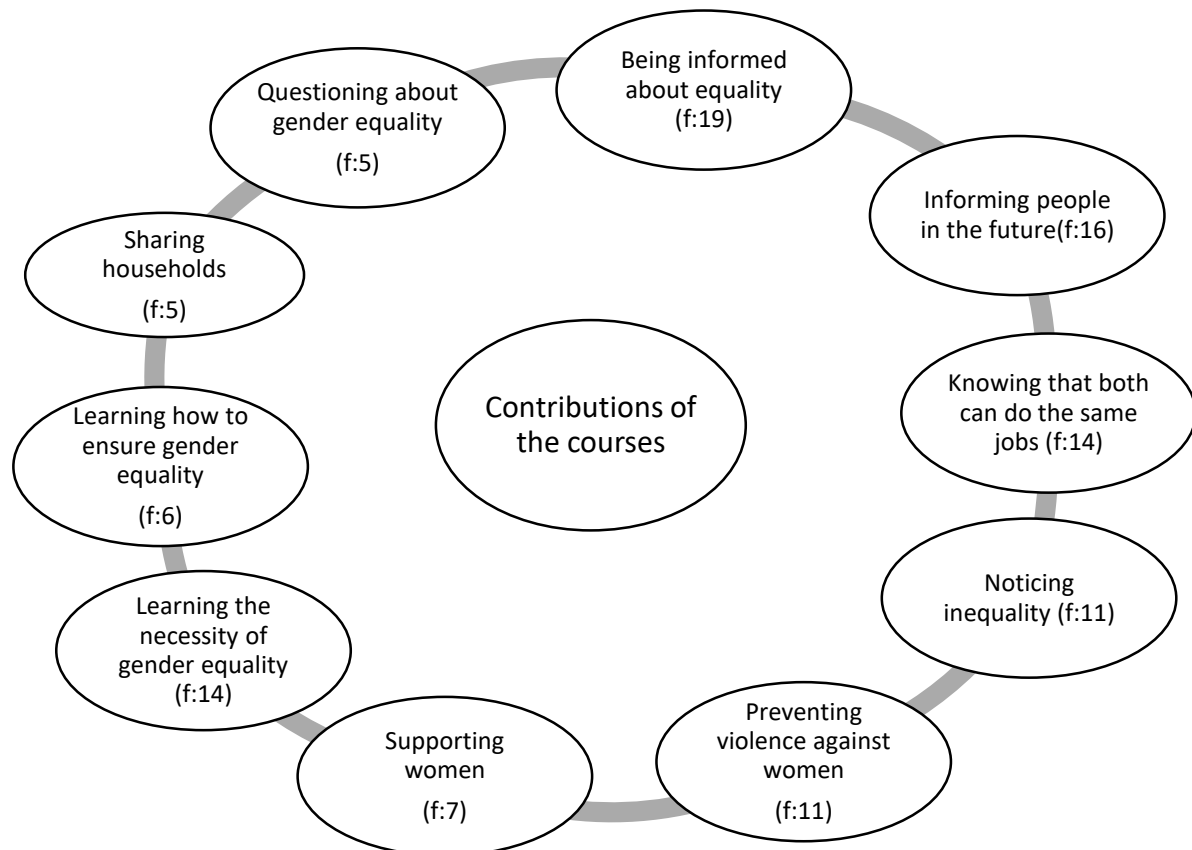 Being informed
about equality
(f:19)
Informing people
in the future(f:16)
Knowing that both
can do the same
jobs (f:14)
Noticing
inequality (f:11)
Preventing
violence against
women
(f:11)
Supporting
women
(f:7)
Learning the
necessity of
gender equality
(f:14)
Learning how to
ensure gender
equality
(f:6)
Sharing
households
(f:5)
Questioning about
gender equality
(f:5)
Contributions of
the courses